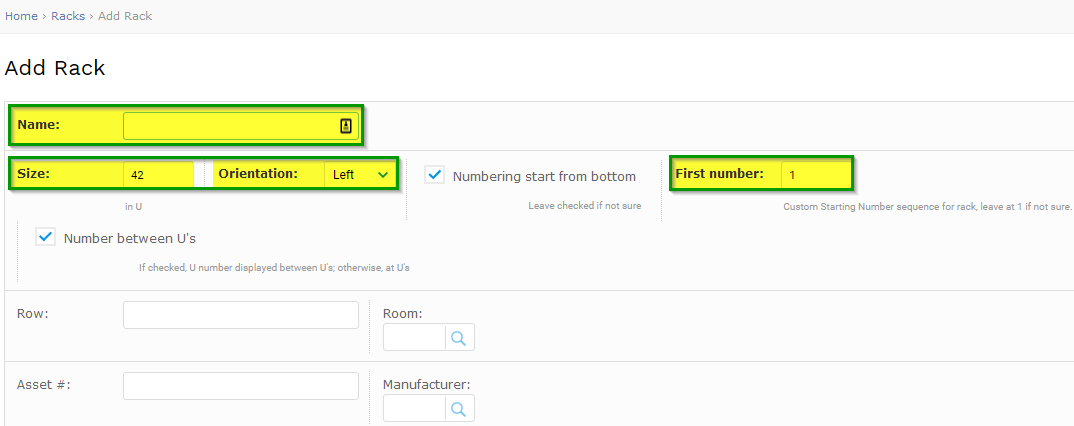 Home › Racks › Add Rack
Add Rack
Name:
Size: 42 Orientation: Left Numbering start from bottom First number: 1
in U Leave checked if not sure Custom Starting Number sequence for rack, leave at 1 if not sure.
Number between U's
If checked, U number displayed between U's; otherwise, at U's
Row: Room:
Asset #: Manufacturer: